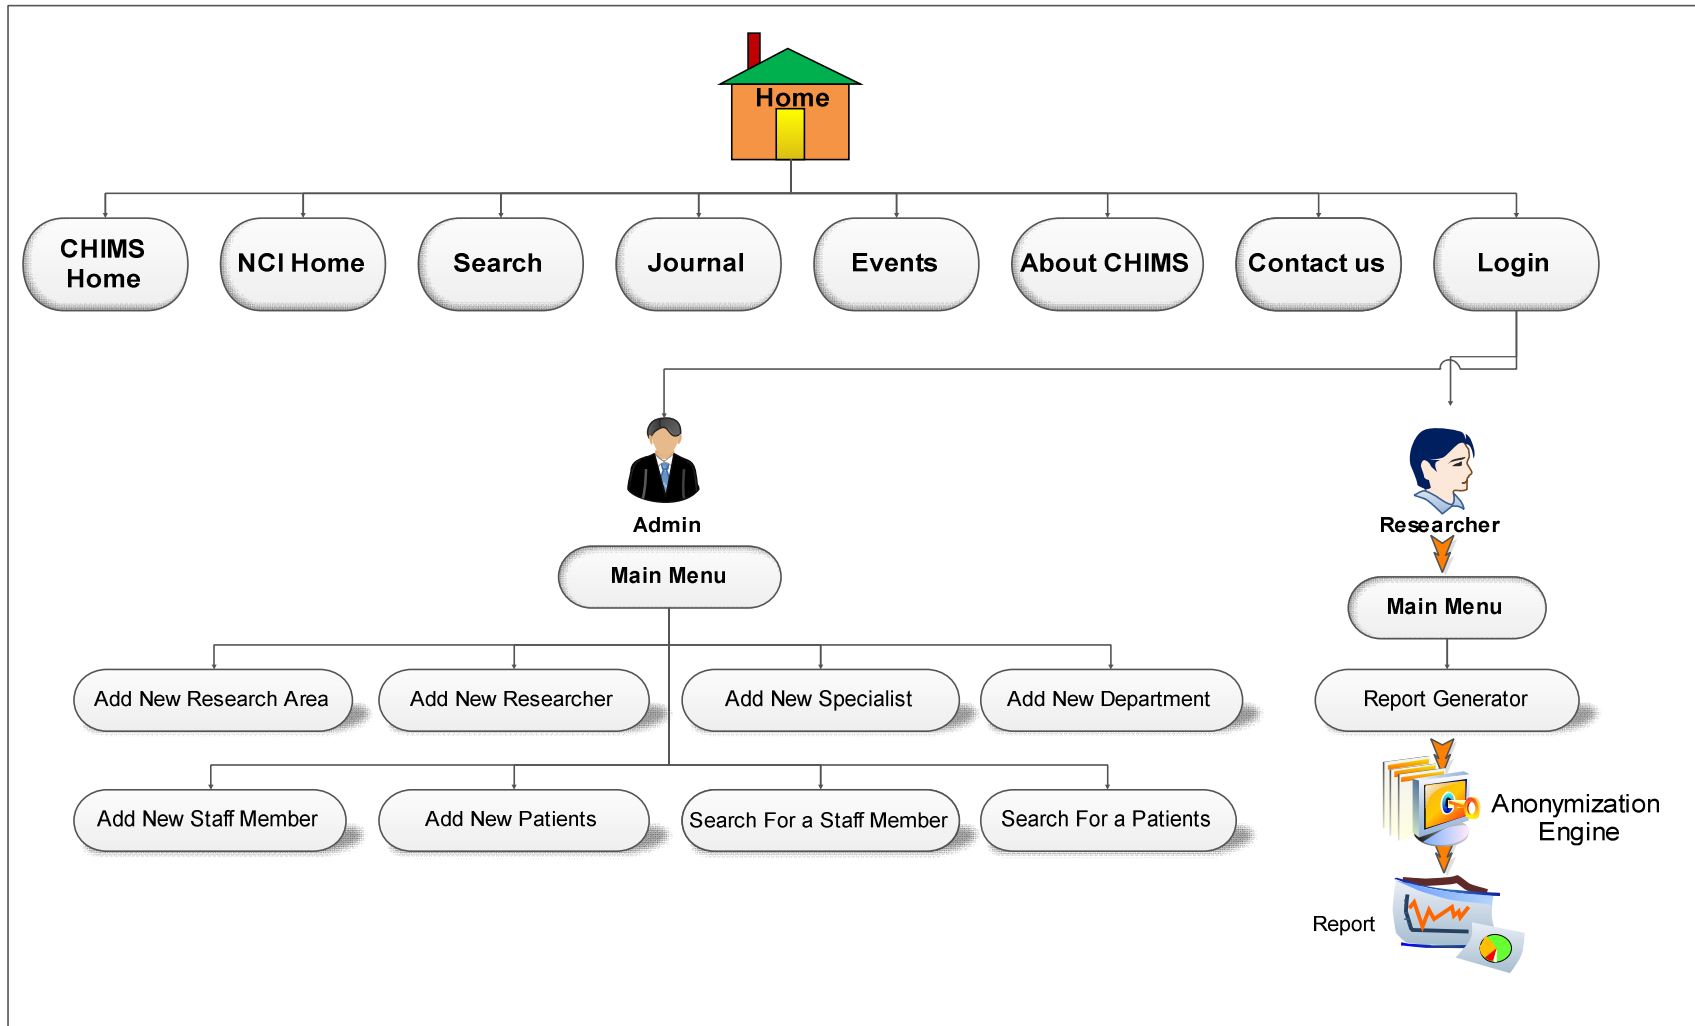 Home
CHIMS
Home
NCI Home
Search
Journal
Events
About CHIMS
Contact us
Login
Admin
Researcher
Main Menu
Main Menu
Add New Research Area
Add New Researcher
Add New Specialist
Add New Department
Report Generator
Add New Staff Member
Add New Patients
Search For a Staff Member
Search For a Patients
Anonymization
Engine
Report